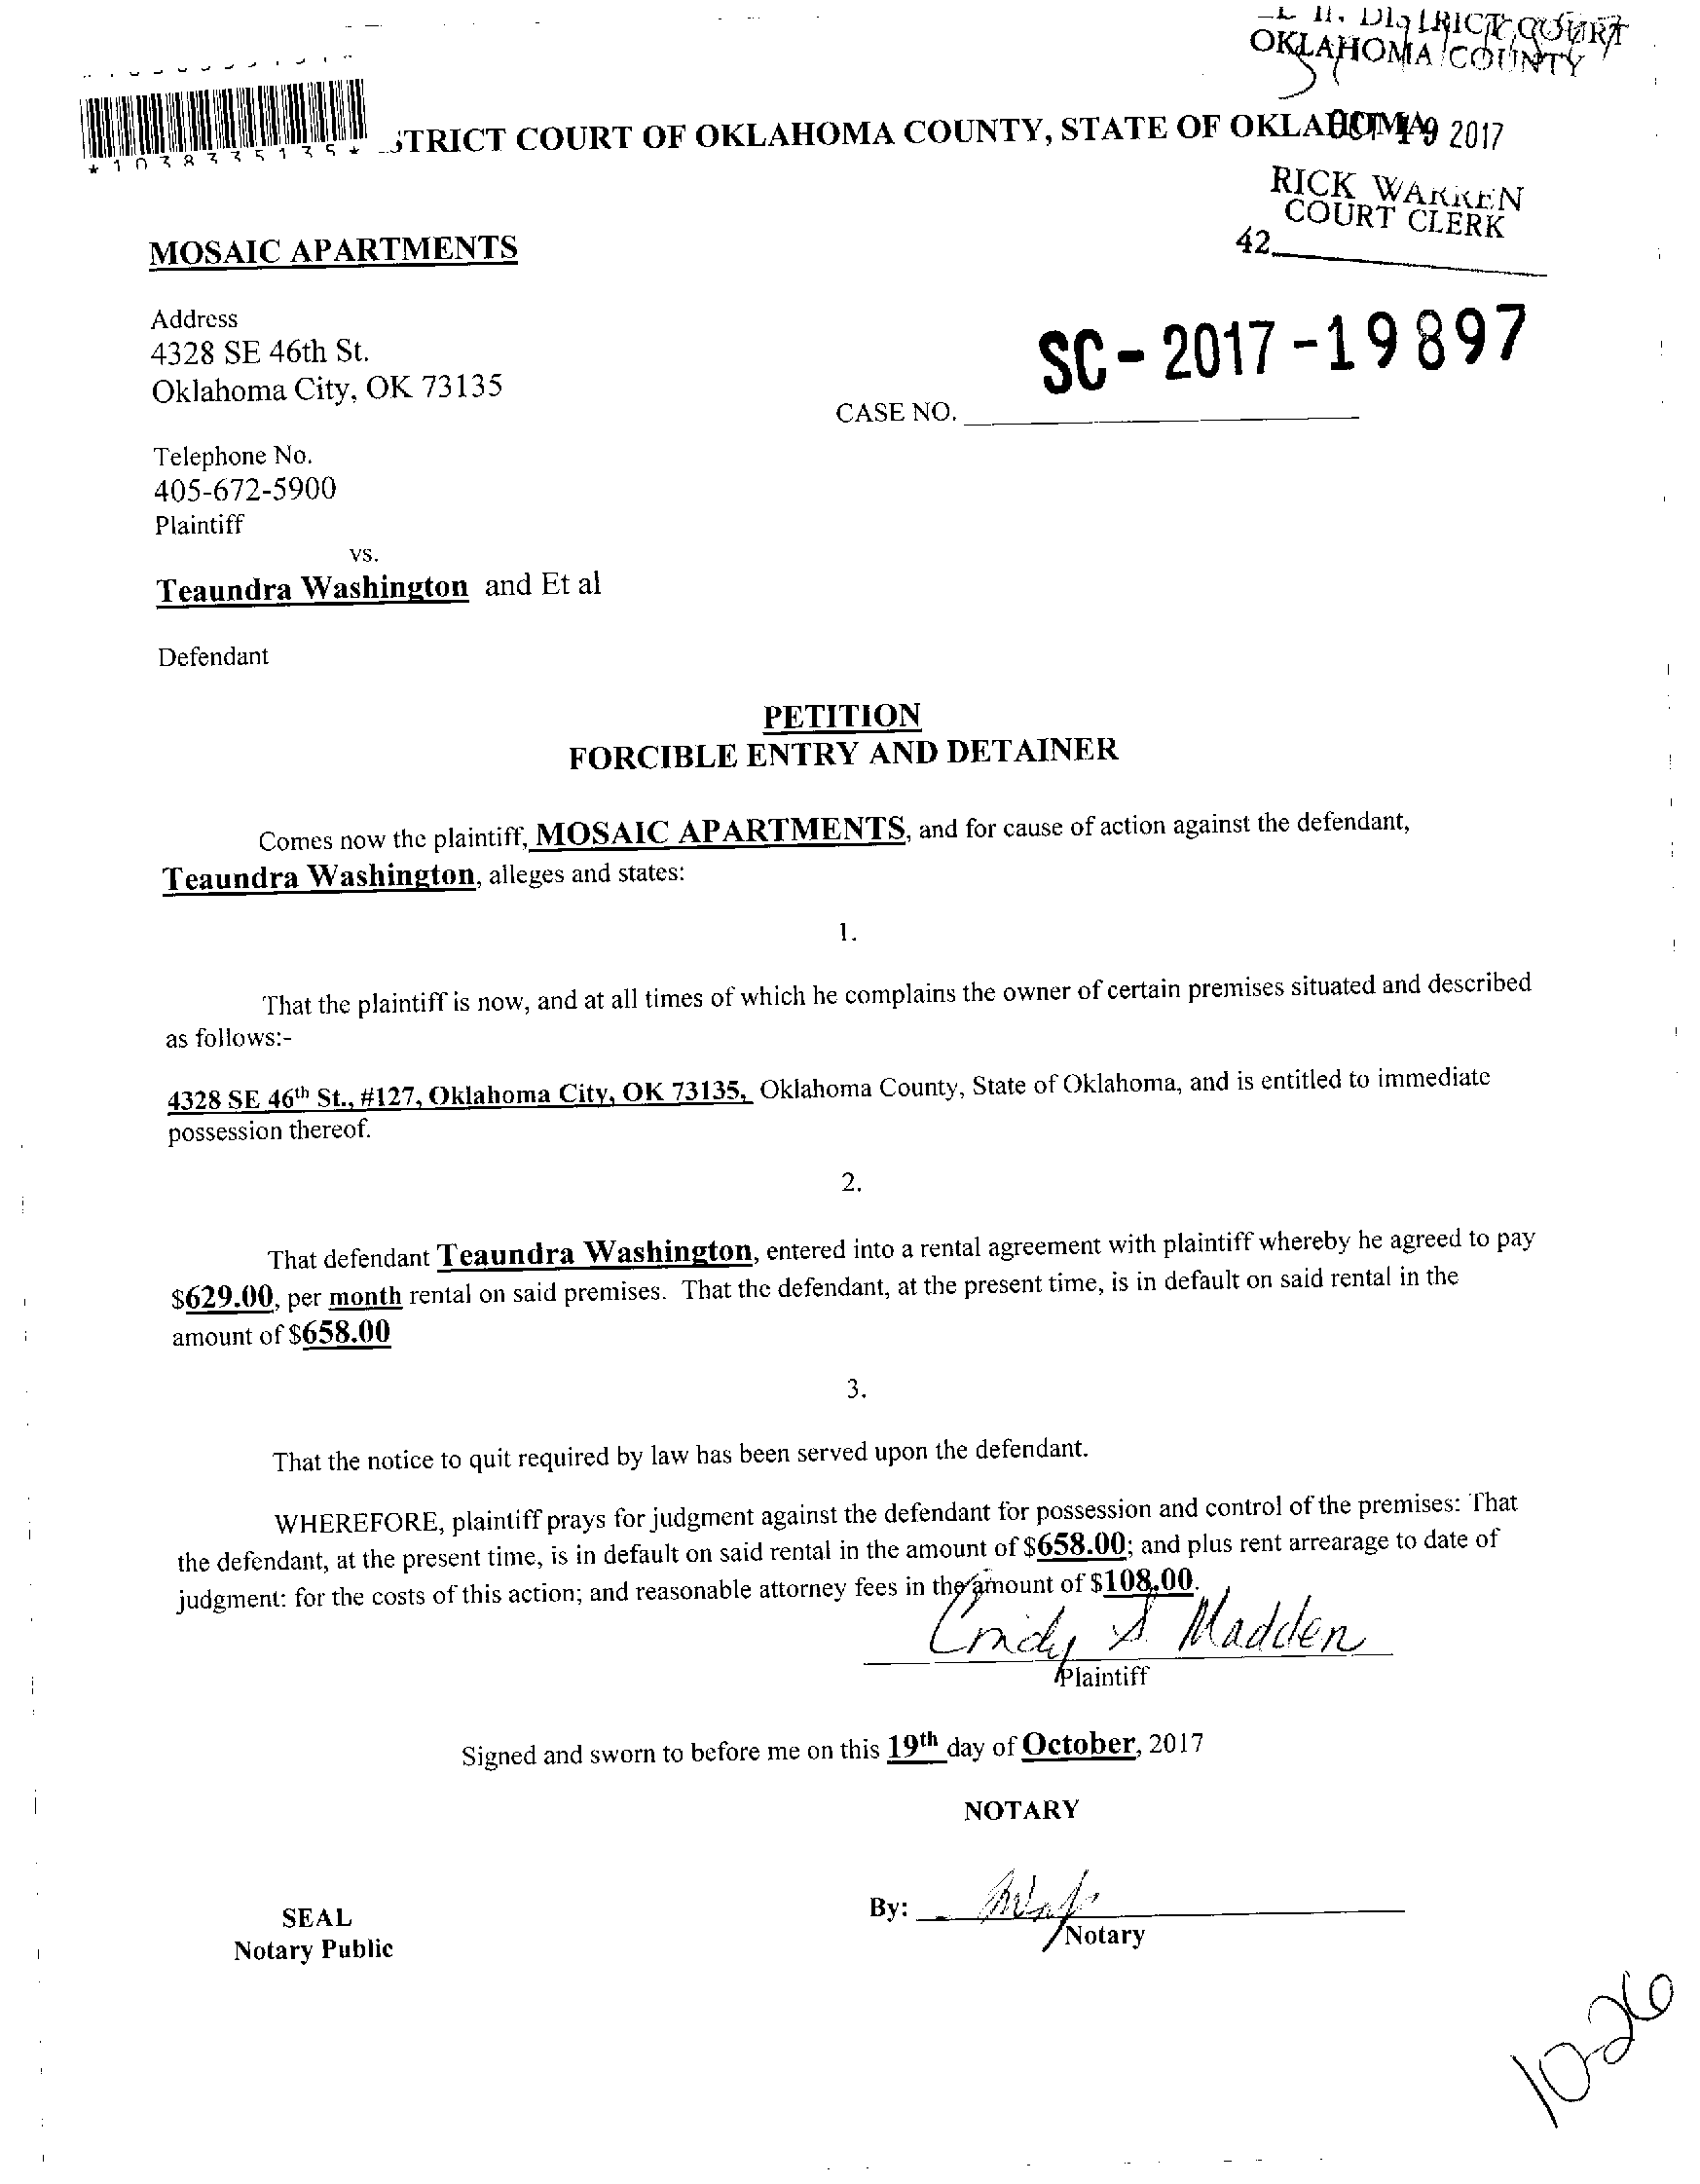 DISTRICT COURT
OKLAHOMA COUNTY
*1038335135*
STRICT COURT OF OKLAHOMA COUNTY, STATE OF OKLAHOMA
OCT 19 2017
RICK WARREN
COURT CLERK
42
MOSAIC APARTMENTS
Address
4328 SE 46th St.
Oklahoma City, OK 73135
SC-2017-19897
CASE NO.
Telephone No.
405-672-5900
Plaintiff
vs.
Teaundra Washington and Et al
Defendant
PETITION
FORCIBLE ENTRY AND DETAINER
Comes now the plaintiff, MOSAIC APARTMENTS, and for cause of action against the defendant,
Teaundra Washington, alleges and states:
1.
That the plaintiff is now, and at all times of which he complains the owner of certain premises situated and described
as follows:-
4328 SE 46th St., #127, Oklahoma City, OK 73135, Oklahoma County, State of Oklahoma, and is entitled to immediate
possession thereof.
2.
That defendant Teaundra Washington, entered into a rental agreement with plaintiff whereby he agreed to pay
$629.00, per month rental on said premises. That the defendant, at the present time, is in default on said rental in the
amount of $658.00
3.
That the notice to quit required by law has been served upon the defendant.
WHEREFORE, plaintiff prays for judgment against the defendant for possession and control of the premises: That
the defendant, at the present time, is in default on said rental in the amount of $658.00; and plus rent arrearage to date of
judgment: for the costs of this action; and reasonable attorney fees in the amount of $108.00.
Cindy S. Madden
Plaintiff
Signed and sworn to before me on this 19th day of October, 2017
NOTARY
By:
Notary
SEAL
Notary Public
10-26